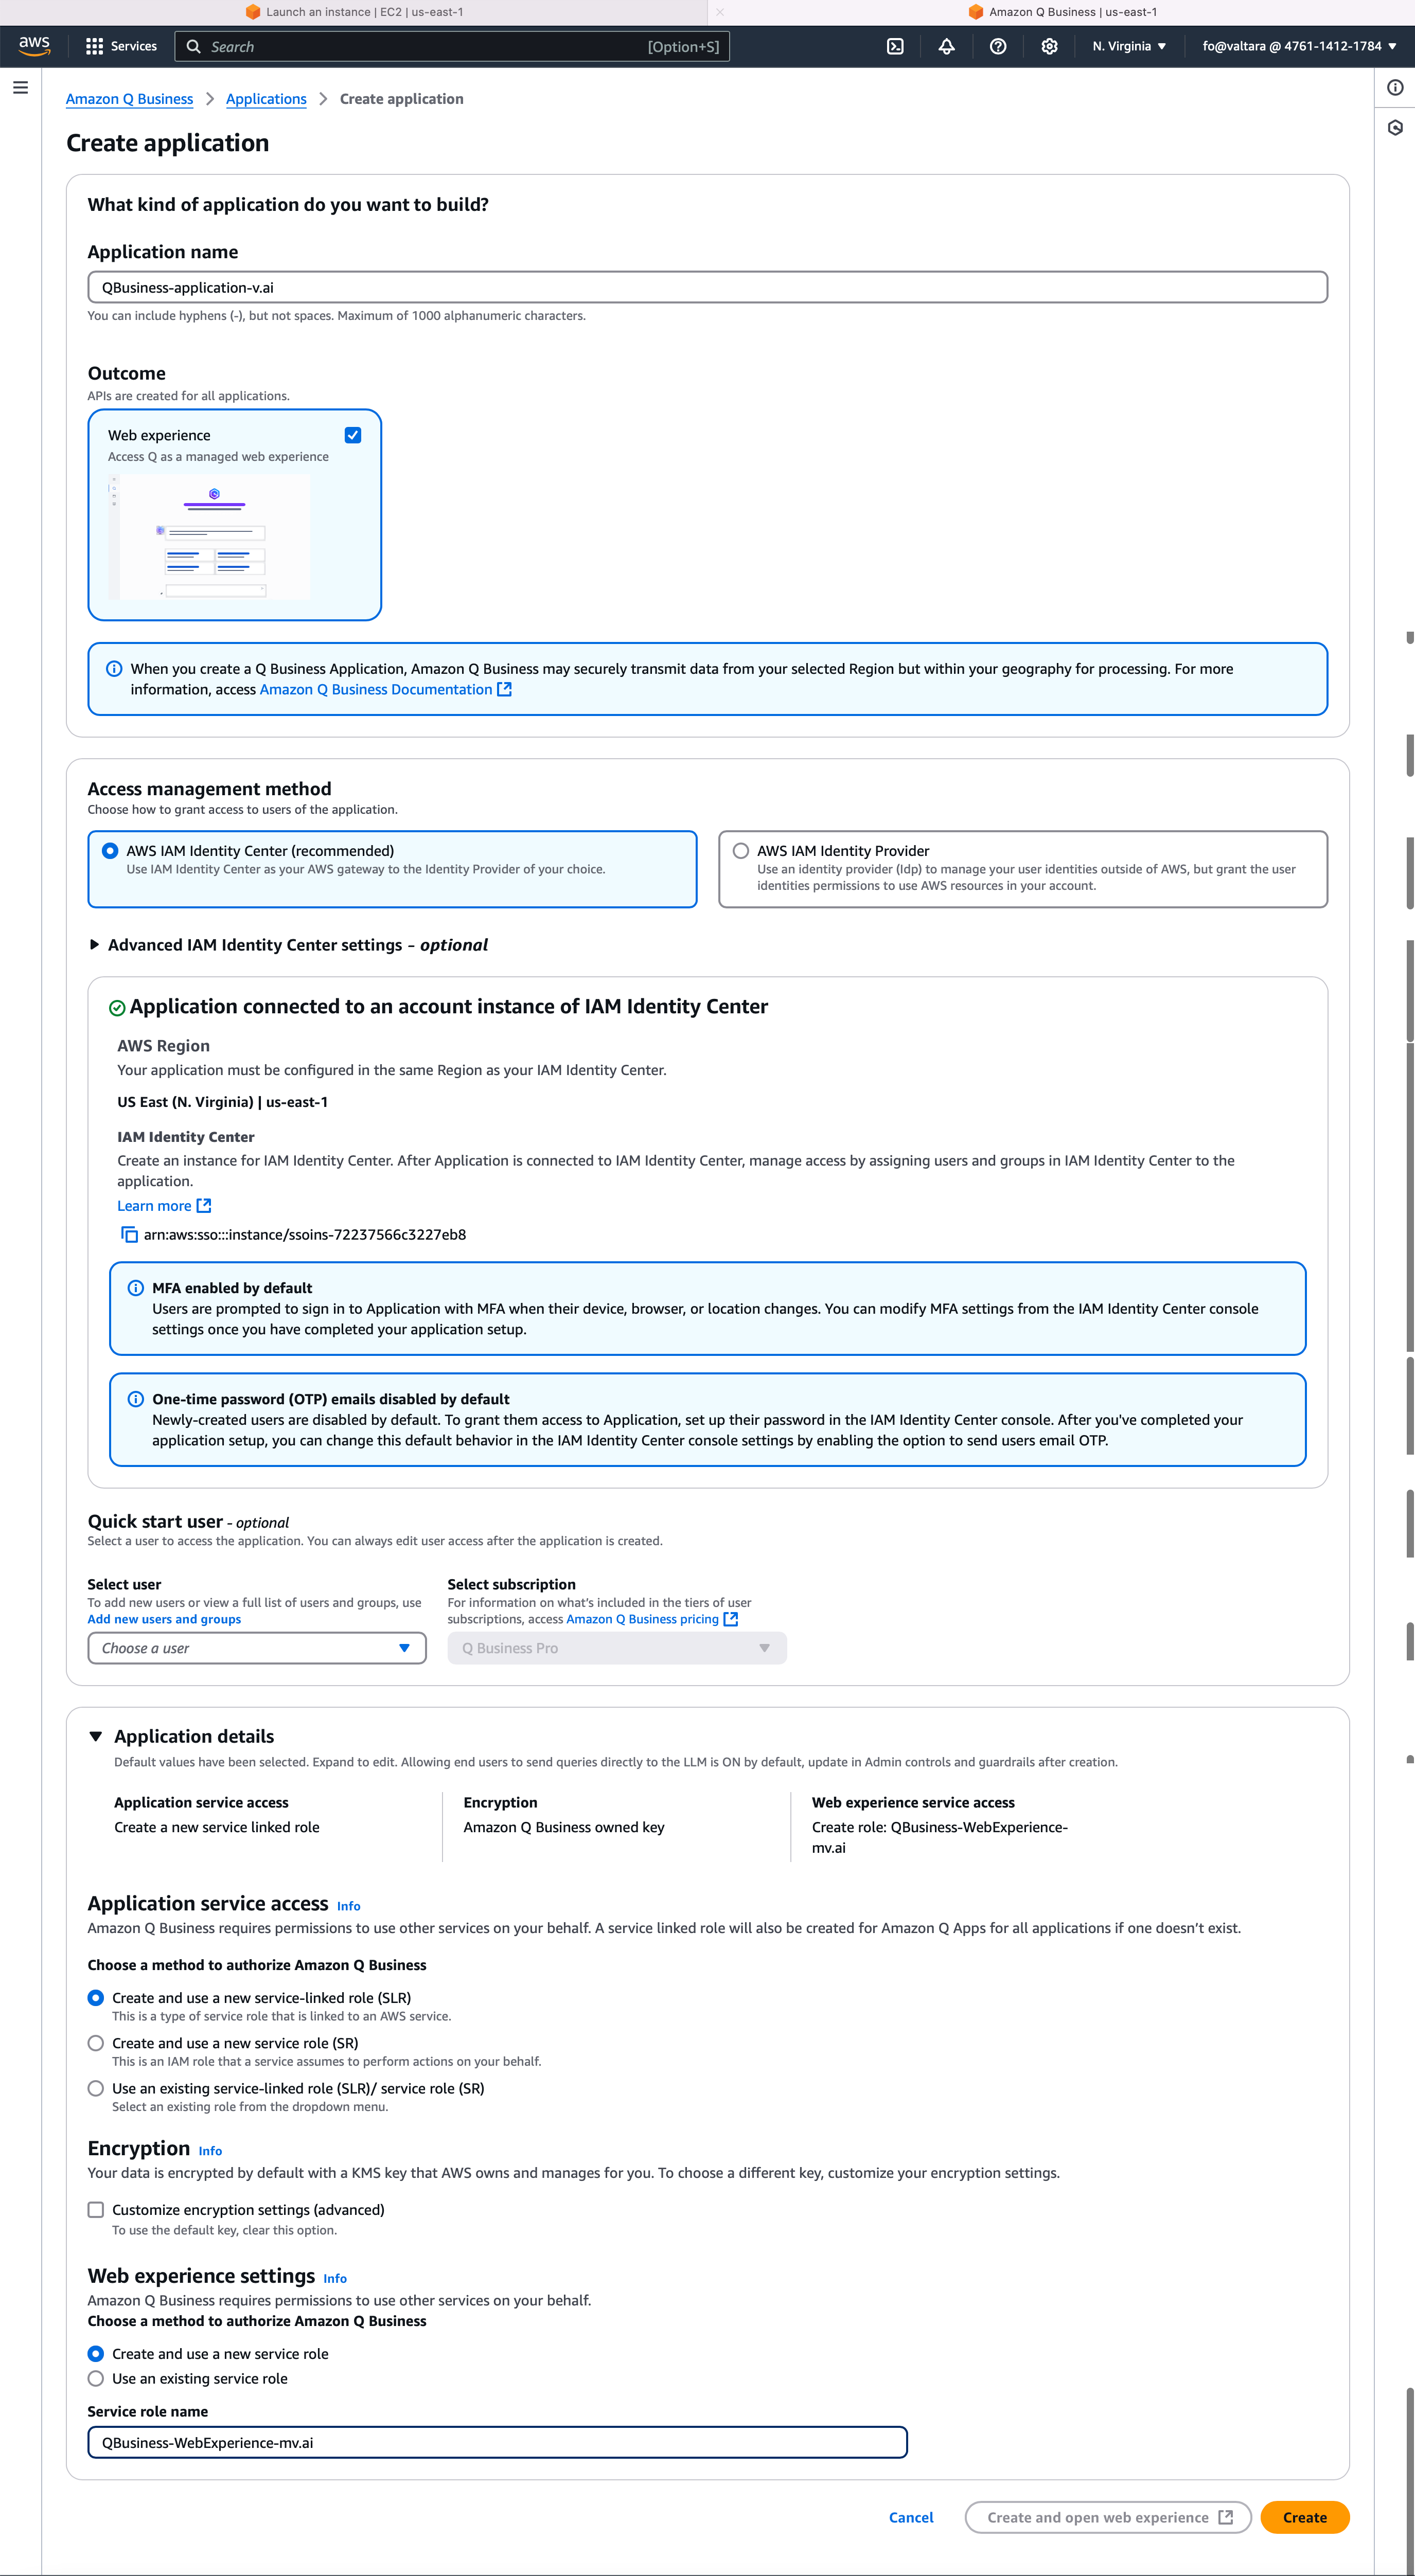 Launch an instance | EC2 | us-east-1
Amazon Q Business | us-east-1
aws
Services
Search
[Option+S]
N. Virginia
fo@valtara @ 4761-1412-1784
Amazon Q Business
Applications
Create application
Create application
What kind of application do you want to build?
Application name
QBusiness-application-v.ai
You can include hyphens (-), but not spaces. Maximum of 1000 alphanumeric characters.
Outcome
APIs are created for all applications.
Web experience
Access Q as a managed web experience
When you create a Q Business Application, Amazon Q Business may securely transmit data from your selected Region but within your geography for processing. For more
information, access Amazon Q Business Documentation
Access management method
Choose how to grant access to users of the application.
AWS IAM Identity Center (recommended)
Use IAM Identity Center as your AWS gateway to the Identity Provider of your choice.
AWS IAM Identity Provider
Use an identity provider (Idp) to manage your user identities outside of AWS, but grant the user
identities permissions to use AWS resources in your account.
Advanced IAM Identity Center settings - optional
Application connected to an account instance of IAM Identity Center
AWS Region
Your application must be configured in the same Region as your IAM Identity Center.
US East (N. Virginia) | us-east-1
IAM Identity Center
Create an instance for IAM Identity Center. After Application is connected to IAM Identity Center, manage access by assigning users and groups in IAM Identity Center to the
application.
Learn more
arn:aws:sso:::instance/ssoins-72237566c3227eb8
MFA enabled by default
Users are prompted to sign in to Application with MFA when their device, browser, or location changes. You can modify MFA settings from the IAM Identity Center console
settings once you have completed your application setup.
One-time password (OTP) emails disabled by default
Newly-created users are disabled by default. To grant them access to Application, set up their password in the IAM Identity Center console. After you've completed your
application setup, you can change this default behavior in the IAM Identity Center console settings by enabling the option to send users email OTP.
Quick start user - optional
Select a user to access the application. You can always edit user access after the application is created.
Select user
To add new users or view a full list of users and groups, use
Add new users and groups
Choose a user
Select subscription
For information on what's included in the tiers of user
subscriptions, access Amazon Q Business pricing
Q Business Pro
Application details
Default values have been selected. Expand to edit. Allowing end users to send queries directly to the LLM is ON by default, update in Admin controls and guardrails after creation.
Application service access
Create a new service linked role
Encryption
Amazon Q Business owned key
Web experience service access
Create role: QBusiness-WebExperience-
mv.ai
Application service access Info
Amazon Q Business requires permissions to use other services on your behalf. A service linked role will also be created for Amazon Q Apps for all applications if one doesn't exist.
Choose a method to authorize Amazon Q Business
Create and use a new service-linked role (SLR)
This is a type of service role that is linked to an AWS service.
Create and use a new service role (SR)
This is an IAM role that a service assumes to perform actions on your behalf.
Use an existing service-linked role (SLR)/ service role (SR)
Select an existing role from the dropdown menu.
Encryption Info
Your data is encrypted by default with a KMS key that AWS owns and manages for you. To choose a different key, customize your encryption settings.
Customize encryption settings (advanced)
To use the default key, clear this option.
Web experience settings Info
Amazon Q Business requires permissions to use other services on your behalf.
Choose a method to authorize Amazon Q Business
Create and use a new service role
Use an existing service role
Service role name
QBusiness-WebExperience-mv.ai
Cancel
Create and open web experience
Create